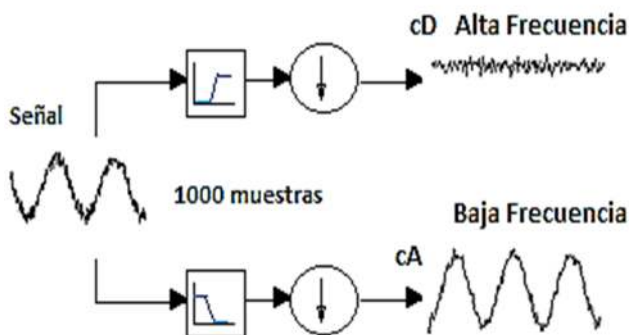 cD Alta Frecuencia
Señal
1000 muestras
Baja Frecuencia
cA